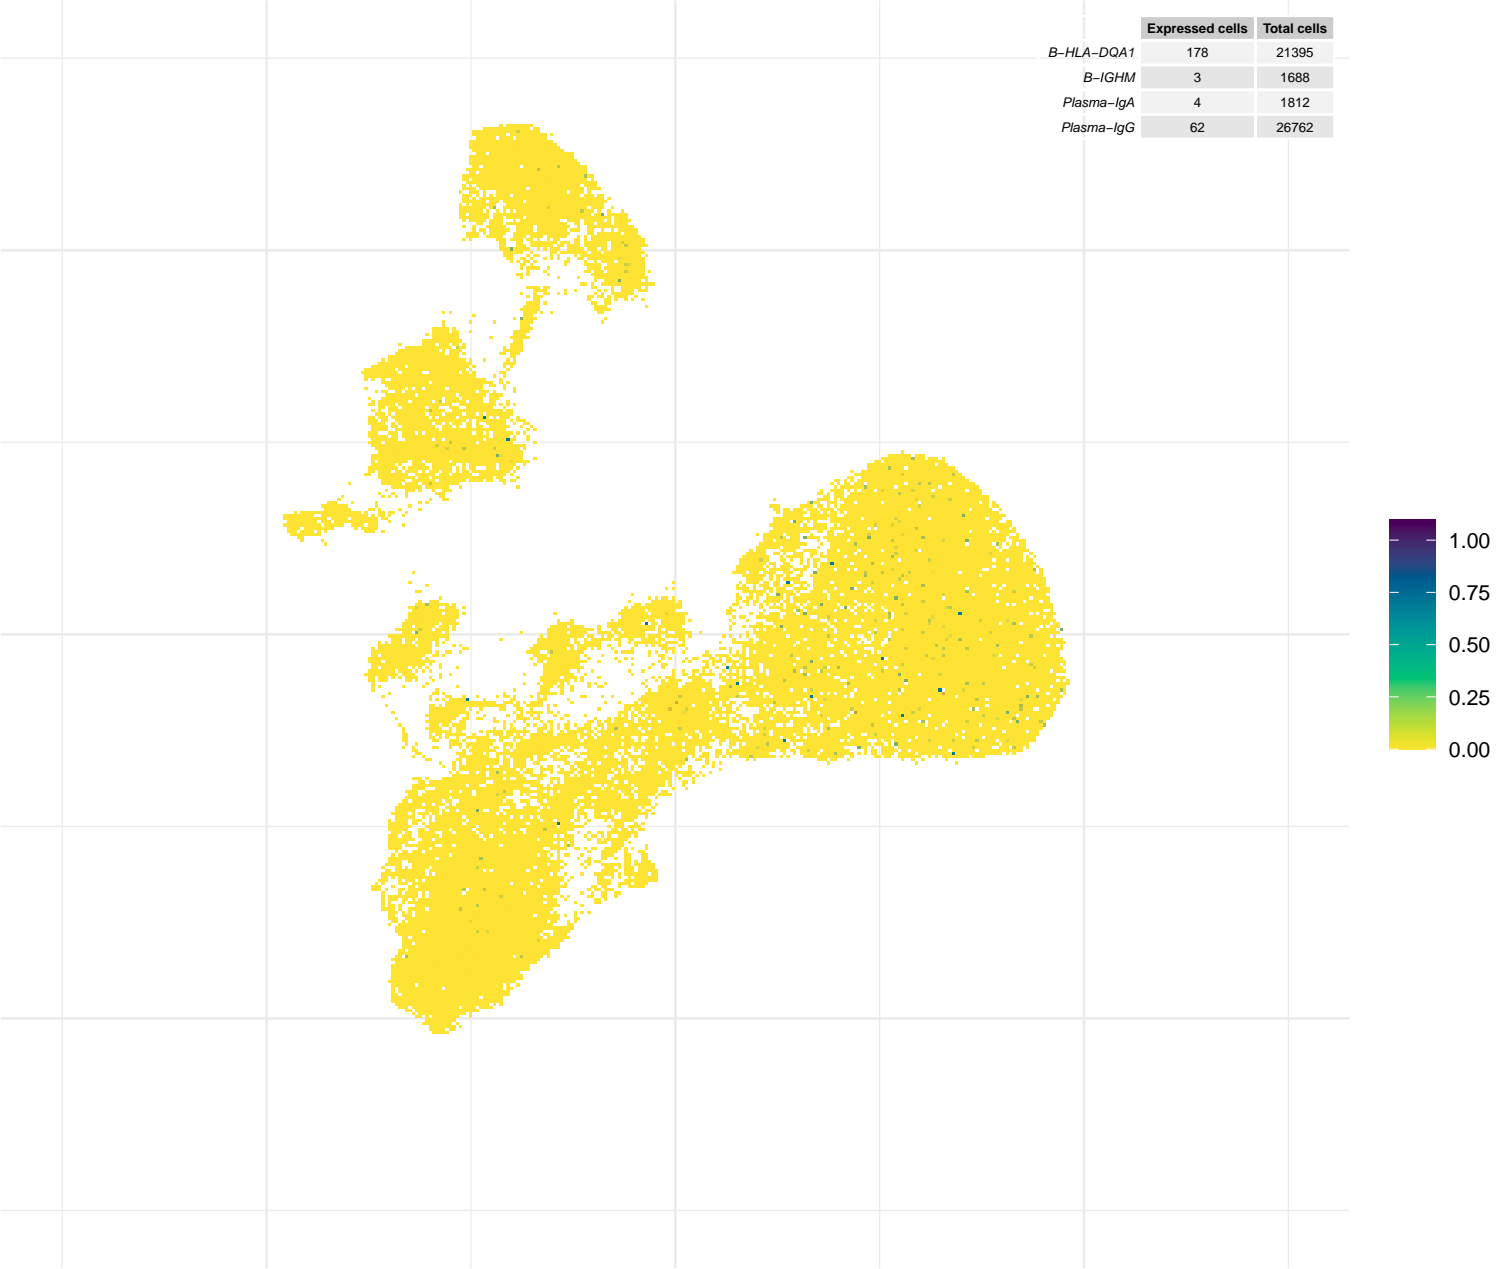 Expressed cells Total cells
B−HLA−DQA1 178 21395
B−IGHM 3 1688
Plasma−IgA 4 1812
Plasma−IgG 62 26762
1.00
0.75
0.50
0.25
0.00